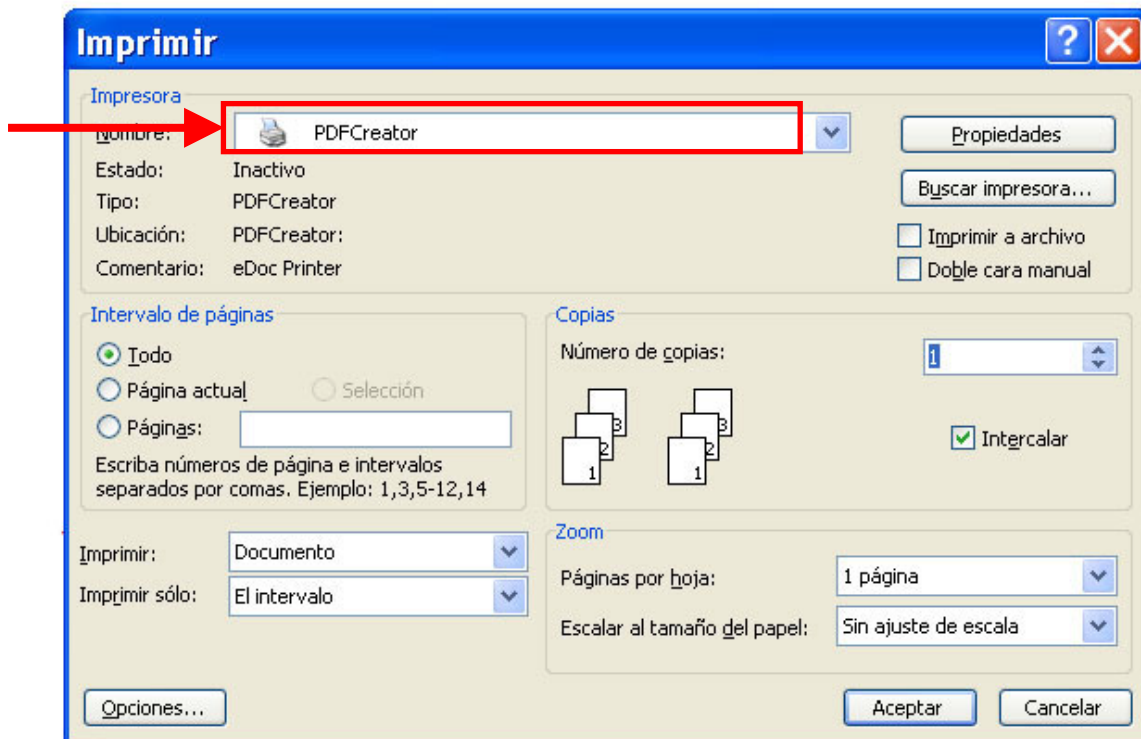 Imprimir
Impresora
Nombre: PDFCreator
Propiedades
Estado: Inactivo
Buscar impresora...
Tipo: PDFCreator
Ubicación: PDFCreator:
Imprimir a archivo
Comentario: eDoc Printer
Doble cara manual
Intervalo de páginas
Todo
Página actual Selección
Páginas:
Escriba números de página e intervalos
separados por comas. Ejemplo: 1,3,5-12,14
Copias
Número de copias: 1
3 3
2 2
1 1
Intercalar
Imprimir: Documento
Imprimir sólo: El intervalo
Zoom
Páginas por hoja: 1 página
Escalar al tamaño del papel: Sin ajuste de escala
Opciones...
Aceptar Cancelar